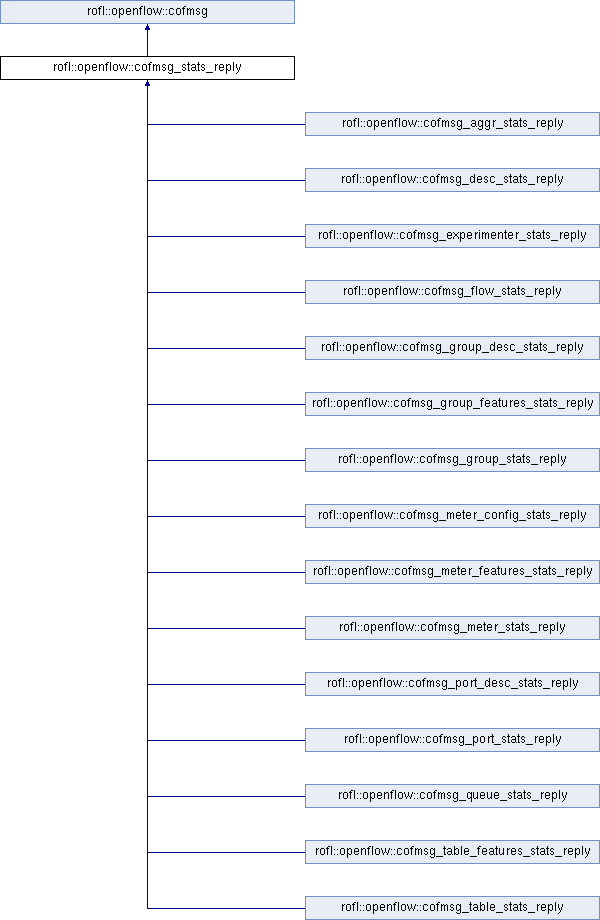 rofl::openflow::cofmsg
rofl::openflow::cofmsg_stats_reply
rofl::openflow::cofmsg_aggr_stats_reply
rofl::openflow::cofmsg_desc_stats_reply
rofl::openflow::cofmsg_experimenter_stats_reply
rofl::openflow::cofmsg_flow_stats_reply
rofl::openflow::cofmsg_group_desc_stats_reply
rofl::openflow::cofmsg_group_features_stats_reply
rofl::openflow::cofmsg_group_stats_reply
rofl::openflow::cofmsg_meter_config_stats_reply
rofl::openflow::cofmsg_meter_features_stats_reply
rofl::openflow::cofmsg_meter_stats_reply
rofl::openflow::cofmsg_port_desc_stats_reply
rofl::openflow::cofmsg_port_stats_reply
rofl::openflow::cofmsg_queue_stats_reply
rofl::openflow::cofmsg_table_features_stats_reply
rofl::openflow::cofmsg_table_stats_reply